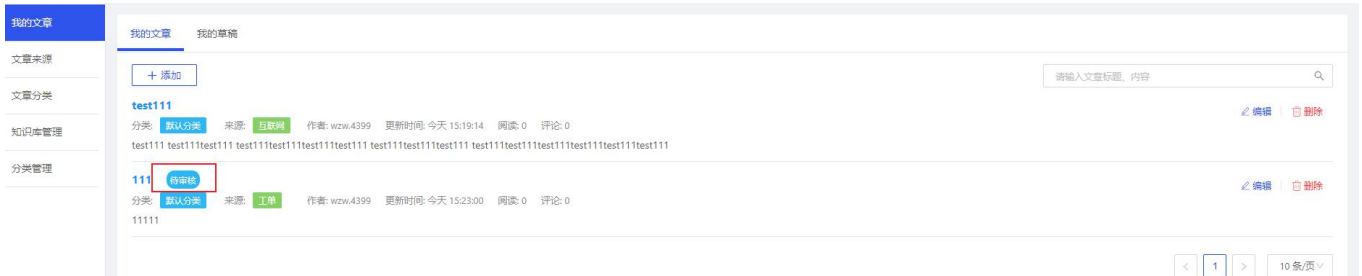 我的文章
文章来源
文章分类
知识库管理
分类管理
我的文章 我的草稿
+ 添加 请输入文章标题、内容
test111
编辑 删除
分类: 默认分类 来源: 互联网 作者: wzw.4399 更新时间: 今天 15:19:14 阅读: 0 评论: 0
test111 test111test111 test111test111test111test111 test111test111test111 test111test111test111test111test111test111
111 待审核
编辑 删除
分类: 默认分类 来源: 工单 作者: wzw.4399 更新时间: 今天 15:23:00 阅读: 0 评论: 0
11111
< 1 > 10 条/页